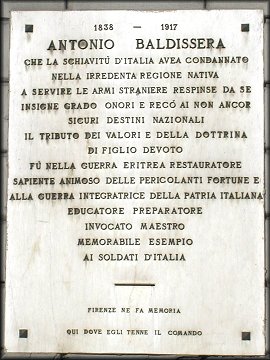 1838 — 1917
ANTONIO BALDISSERA
CHE LA SCHIAVITÙ D'ITALIA AVEA CONDANNATO
NELLA IRREDENTA REGIONE NATIVA
A SERVIRE LE ARMI STRANIERE RESPINSE DA SE
INSIGNE GRADO ONORI E RECÒ AI NON ANCOR
SICURI DESTINI NAZIONALI
IL TRIBUTO DEI VALORI E DELLA DOTTRINA
DI FIGLIO DEVOTO
FÙ NELLA GUERRA ERITREA RESTAURATORE
SAPIENTE ANIMOSO DELLE PERICOLANTI FORTUNE E
ALLA GUERRA INTEGRATRICE DELLA PATRIA ITALIANA
EDUCATORE PREPARATORE
INVOCATO MAESTRO
MEMORABILE ESEMPIO
AI SOLDATI D'ITALIA
FIRENZE NE FA MEMORIA
QUI DOVE EGLI TENNE IL COMANDO